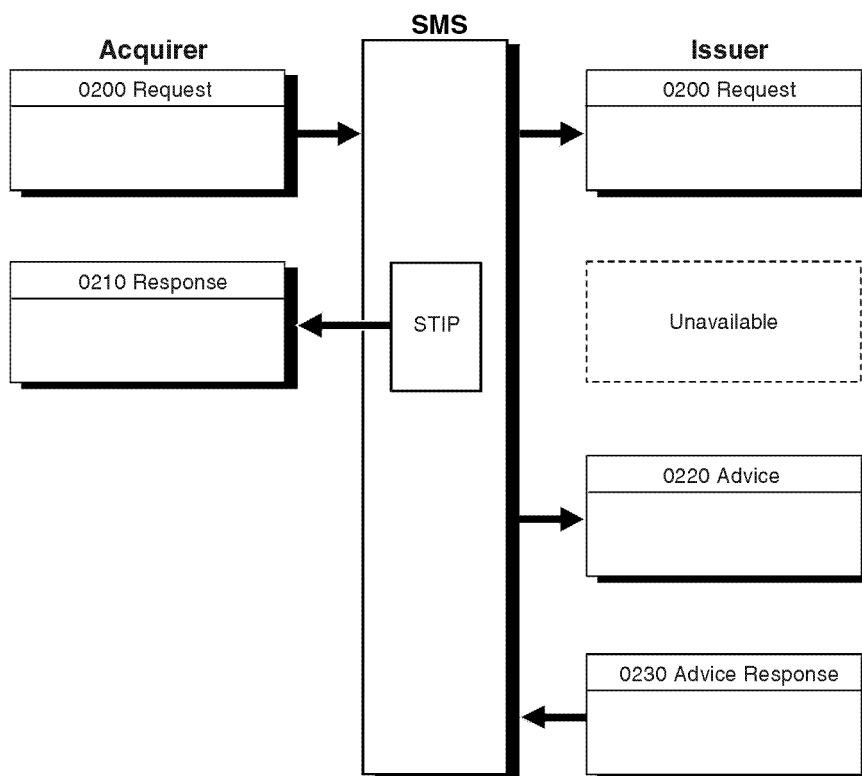 SMS
Acquirer
Issuer
0200 Request
0200 Request
0210 Response
STIP
Unavailable
0220 Advice
0230 Advice Response